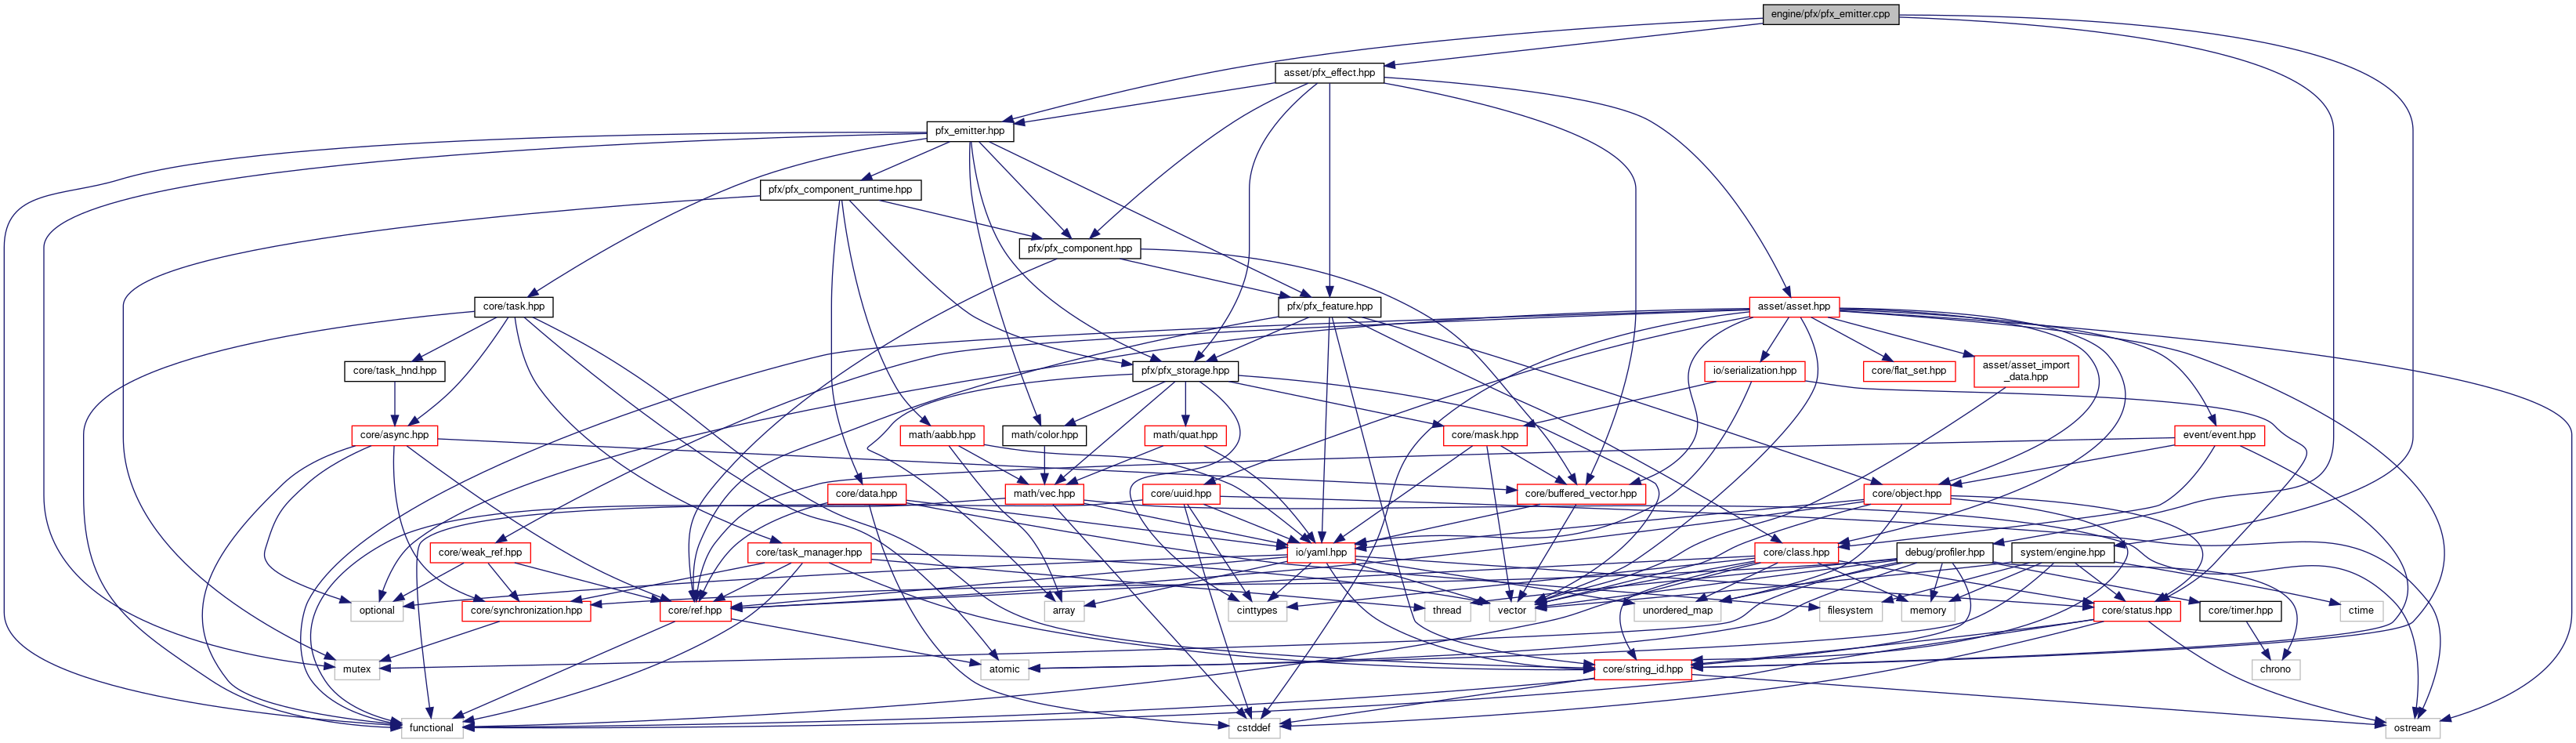 engine/pfx/pfx_emitter.cpp
asset/pfx_effect.hpp
pfx_emitter.hpp
pfx/pfx_component_runtime.hpp
pfx/pfx_component.hpp
core/task.hpp
pfx/pfx_feature.hpp
asset/asset.hpp
core/task_hnd.hpp
pfx/pfx_storage.hpp
io/serialization.hpp
core/flat_set.hpp
asset/asset_import
_data.hpp
core/async.hpp
math/aabb.hpp
math/color.hpp
math/quat.hpp
core/mask.hpp
event/event.hpp
core/data.hpp
math/vec.hpp
core/uuid.hpp
core/buffered_vector.hpp
core/object.hpp
core/weak_ref.hpp
core/task_manager.hpp
io/yaml.hpp
core/class.hpp
debug/profiler.hpp
system/engine.hpp
optional
core/synchronization.hpp
core/ref.hpp
thread
array
vector
cinttypes
unordered_map
filesystem
memory
core/status.hpp
core/timer.hpp
ctime
mutex
atomic
core/string_id.hpp
chrono
functional
cstddef
ostream